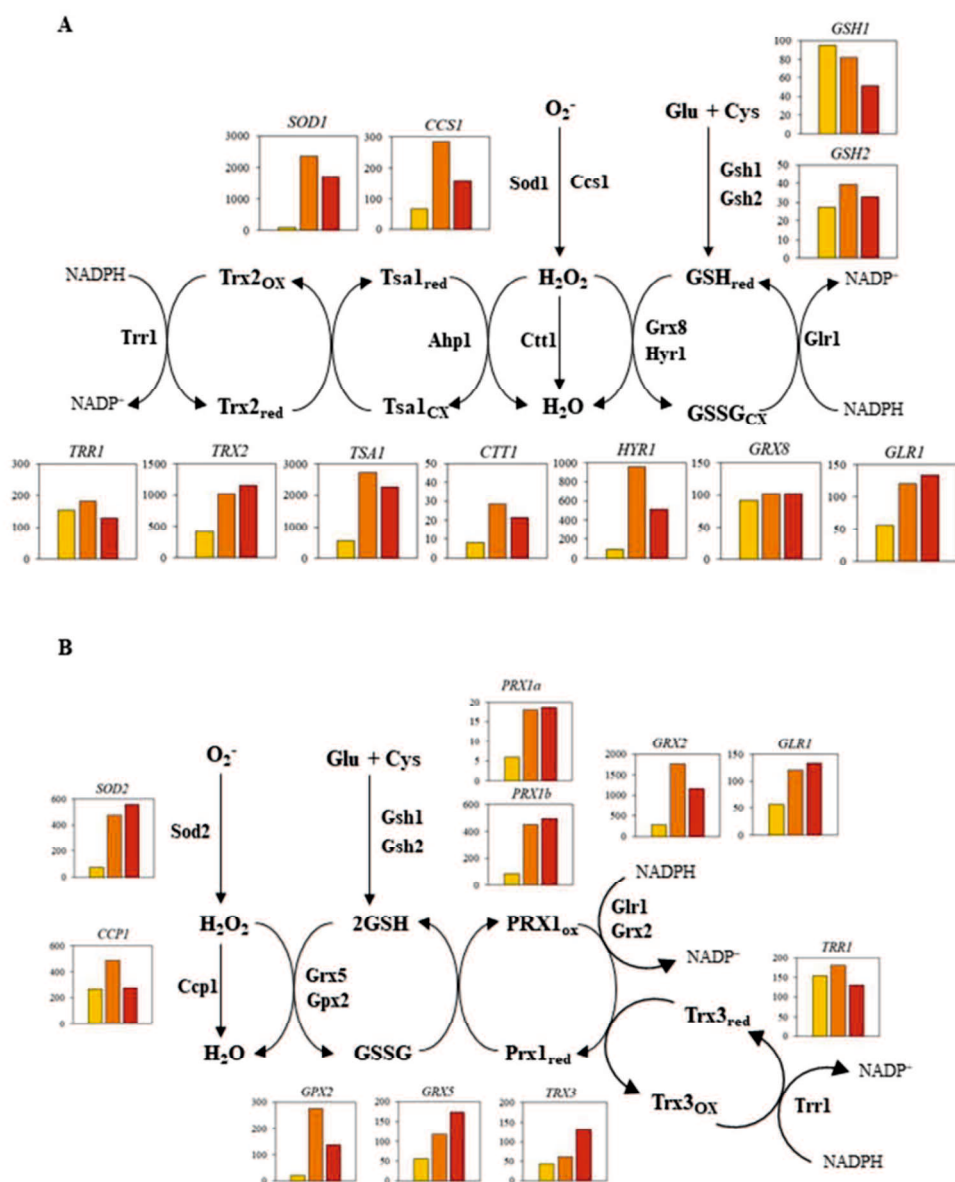 A
GSH1
100
80
60
40
20
0
SOD1
3000
2000
1000
0
CCS1
300
200
100
0
O₂⁻
Glu + Cys
GSH2
50
40
30
20
10
0
Sod1
Ccs1
Gsh1
Gsh2
NADPH
Trx2OX
Tsa1red
H₂O₂
GSHred
NADP⁻
Trr1
Ahp1
Ctt1
Grx8
Hyr1
Glr1
NADP⁻
Trx2red
Tsa1CX
H₂O
GSSGCX
NADPH
TRR1
300
200
100
0
TRX2
1500
1000
500
0
TSA1
3000
2000
1000
0
CTT1
50
40
30
20
10
0
HYR1
1000
800
600
400
200
0
GRX8
150
100
50
0
GLR1
150
100
50
0
B
PRX1a
20
15
10
5
0
O₂⁻
Glu + Cys
GRX2
2000
1500
1000
500
0
GLR1
150
100
50
0
SOD2
600
400
200
0
Sod2
Gsh1
Gsh2
PRX1b
600
400
200
0
NADPH
H₂O₂
2GSH
PRX1ox
Glr1
Grx2
NADP⁻
CCP1
600
400
200
0
Ccp1
Grx5
Gpx2
TRR1
200
150
100
50
0
H₂O
GSSG
Prx1red
Trx3red
NADP⁻
Trx3OX
Trr1
NADPH
GPX2
300
200
100
0
GRX5
200
150
100
50
0
TRX3
200
150
100
50
0